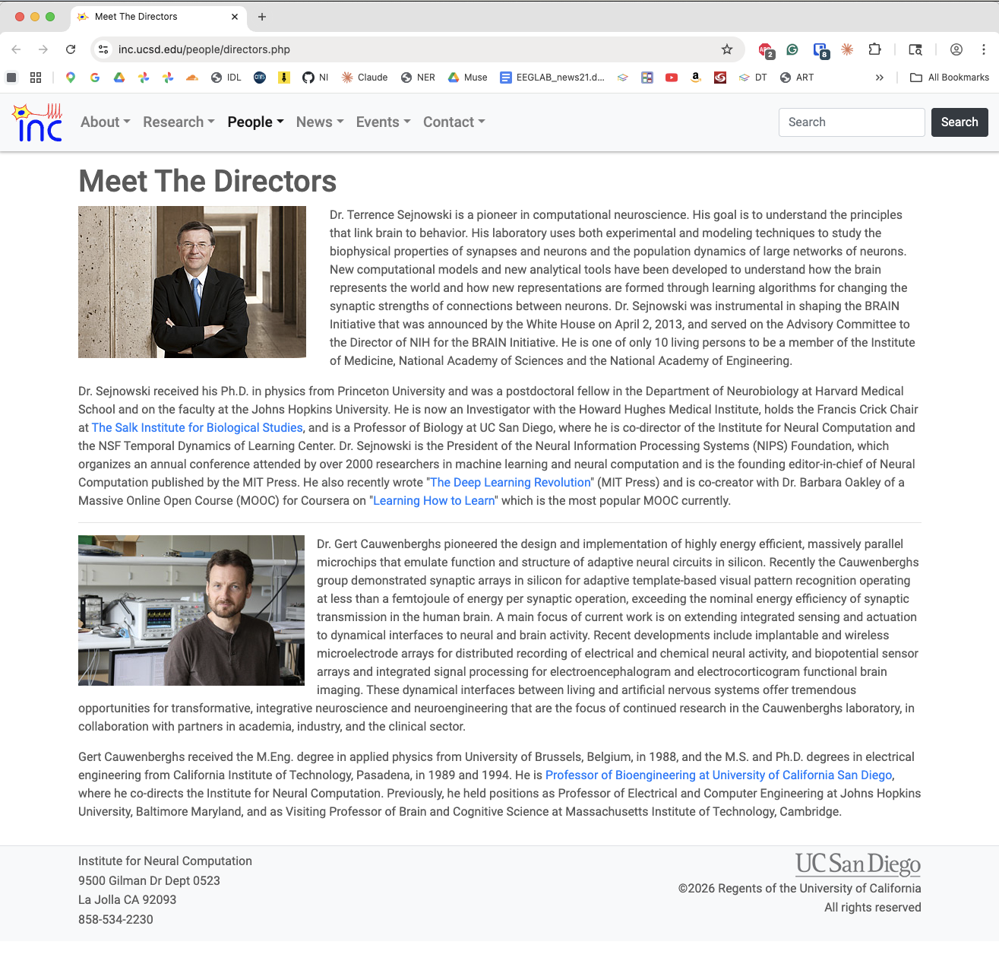 Meet The Directors
inc.ucsd.edu/people/directors.php
2
8
IDL
cnrs
NI
Claude
NER
Muse
EEGLAB_news21.d...
DT
ART
All Bookmarks
inc
About
Research
People
News
Events
Contact
Search
Search
Meet The Directors
Dr. Terrence Sejnowski is a pioneer in computational neuroscience. His goal is to understand the principles
that link brain to behavior. His laboratory uses both experimental and modeling techniques to study the
biophysical properties of synapses and neurons and the population dynamics of large networks of neurons.
New computational models and new analytical tools have been developed to understand how the brain
represents the world and how new representations are formed through learning algorithms for changing the
synaptic strengths of connections between neurons. Dr. Sejnowski was instrumental in shaping the BRAIN
Initiative that was announced by the White House on April 2, 2013, and served on the Advisory Committee to
the Director of NIH for the BRAIN Initiative. He is one of only 10 living persons to be a member of the Institute
of Medicine, National Academy of Sciences and the National Academy of Engineering.
Dr. Sejnowski received his Ph.D. in physics from Princeton University and was a postdoctoral fellow in the Department of Neurobiology at Harvard Medical
School and on the faculty at the Johns Hopkins University. He is now an Investigator with the Howard Hughes Medical Institute, holds the Francis Crick Chair
at The Salk Institute for Biological Studies, and is a Professor of Biology at UC San Diego, where he is co-director of the Institute for Neural Computation and
the NSF Temporal Dynamics of Learning Center. Dr. Sejnowski is the President of the Neural Information Processing Systems (NIPS) Foundation, which
organizes an annual conference attended by over 2000 researchers in machine learning and neural computation and is the founding editor-in-chief of Neural
Computation published by the MIT Press. He also recently wrote "The Deep Learning Revolution" (MIT Press) and is co-creator with Dr. Barbara Oakley of a
Massive Online Open Course (MOOC) for Coursera on "Learning How to Learn" which is the most popular MOOC currently.
Dr. Gert Cauwenberghs pioneered the design and implementation of highly energy efficient, massively parallel
microchips that emulate function and structure of adaptive neural circuits in silicon. Recently the Cauwenberghs
group demonstrated synaptic arrays in silicon for adaptive template-based visual pattern recognition operating
at less than a femtojoule of energy per synaptic operation, exceeding the nominal energy efficiency of synaptic
transmission in the human brain. A main focus of current work is on extending integrated sensing and actuation
to dynamical interfaces to neural and brain activity. Recent developments include implantable and wireless
microelectrode arrays for distributed recording of electrical and chemical neural activity, and biopotential sensor
arrays and integrated signal processing for electroencephalogram and electrocorticogram functional brain
imaging. These dynamical interfaces between living and artificial nervous systems offer tremendous
opportunities for transformative, integrative neuroscience and neuroengineering that are the focus of continued research in the Cauwenberghs laboratory, in
collaboration with partners in academia, industry, and the clinical sector.
Gert Cauwenberghs received the M.Eng. degree in applied physics from University of Brussels, Belgium, in 1988, and the M.S. and Ph.D. degrees in electrical
engineering from California Institute of Technology, Pasadena, in 1989 and 1994. He is Professor of Bioengineering at University of California San Diego,
where he co-directs the Institute for Neural Computation. Previously, he held positions as Professor of Electrical and Computer Engineering at Johns Hopkins
University, Baltimore Maryland, and as Visiting Professor of Brain and Cognitive Science at Massachusetts Institute of Technology, Cambridge.
Institute for Neural Computation
9500 Gilman Dr Dept 0523
La Jolla CA 92093
858-534-2230
UC San Diego
©2026 Regents of the University of California
All rights reserved